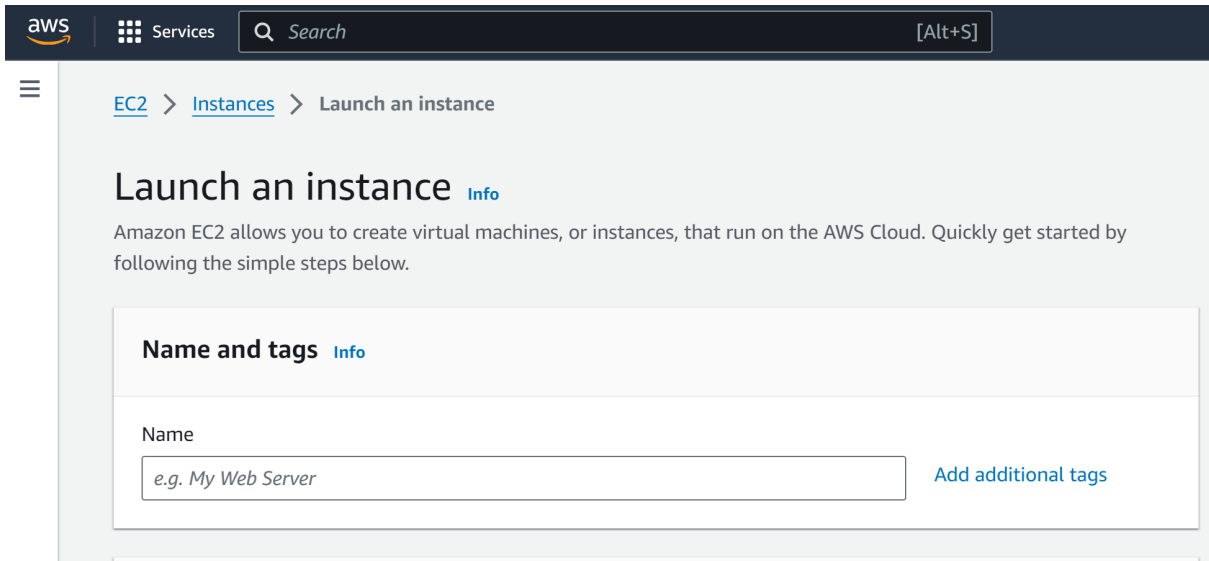 aws Services Search [Alt+S]
EC2 > Instances > Launch an instance
Launch an instance Info
Amazon EC2 allows you to create virtual machines, or instances, that run on the AWS Cloud. Quickly get started by
following the simple steps below.
Name and tags Info
Name
e.g. My Web Server Add additional tags